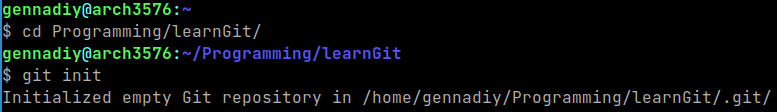 gennadiy@arch3576:~
$ cd Programming/learnGit/
gennadiy@arch3576:~/Programming/learnGit
$ git init
Initialized empty Git repository in /home/gennadiy/Programming/learnGit/.git/